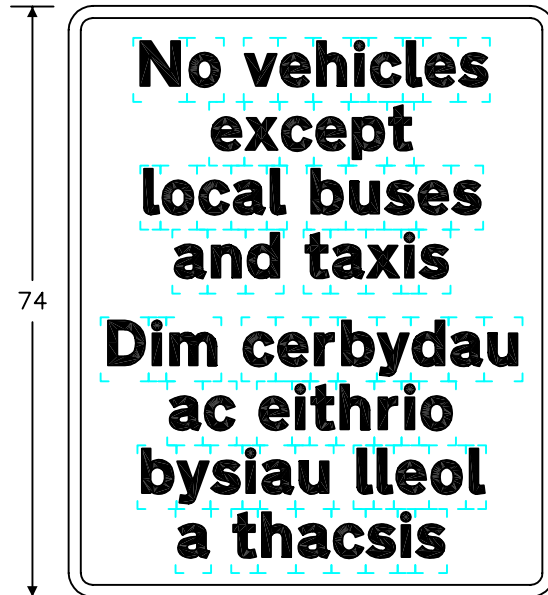 No vehicles
except
local buses
and taxis
74
Dim cerbydau
ac eithrio
bysiau lleol
a thacsis